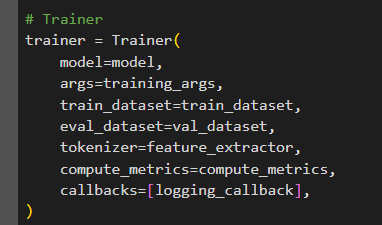 # Trainer
trainer = Trainer(
    model=model,
    args=training_args,
    train_dataset=train_dataset,
    eval_dataset=val_dataset,
    tokenizer=feature_extractor,
    compute_metrics=compute_metrics,
    callbacks=[logging_callback],
)